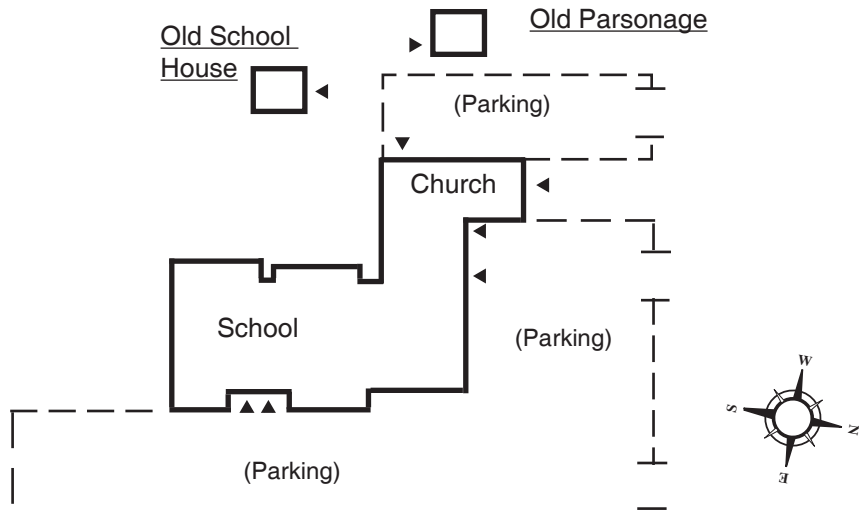 Old School
House
Old Parsonage
(Parking)
Church
School
(Parking)
(Parking)
W
S
N
E